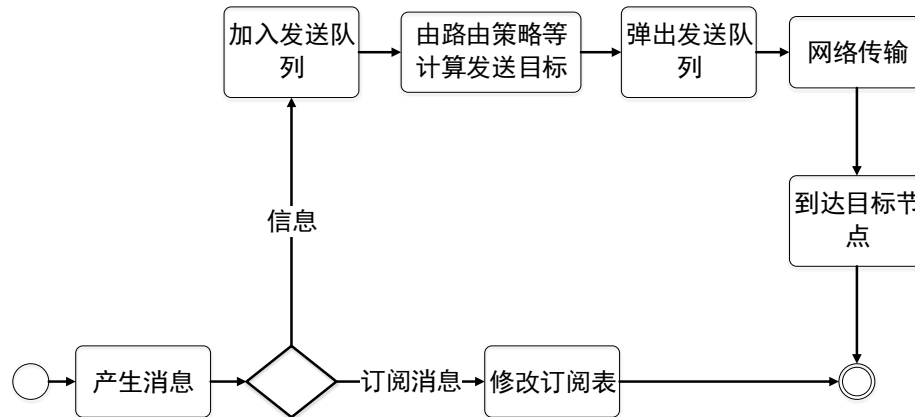 加入发送队
列
由路由策略等
计算发送目标
弹出发送队
列
网络传输
信息
到达目标节
点
产生消息
订阅消息
修改订阅表